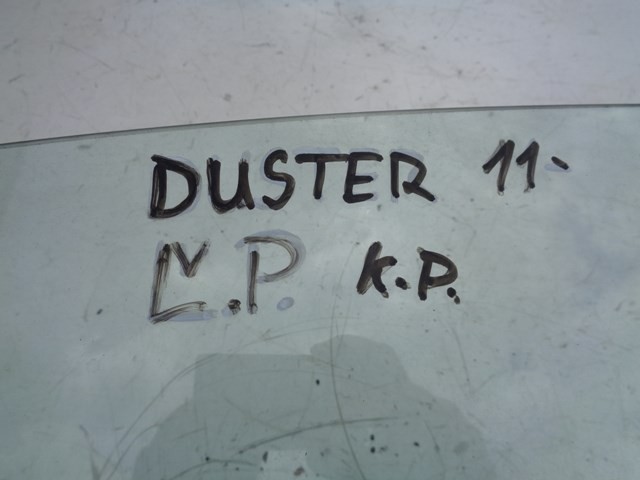 DUSTER 11-
Ľ.P. K.P.